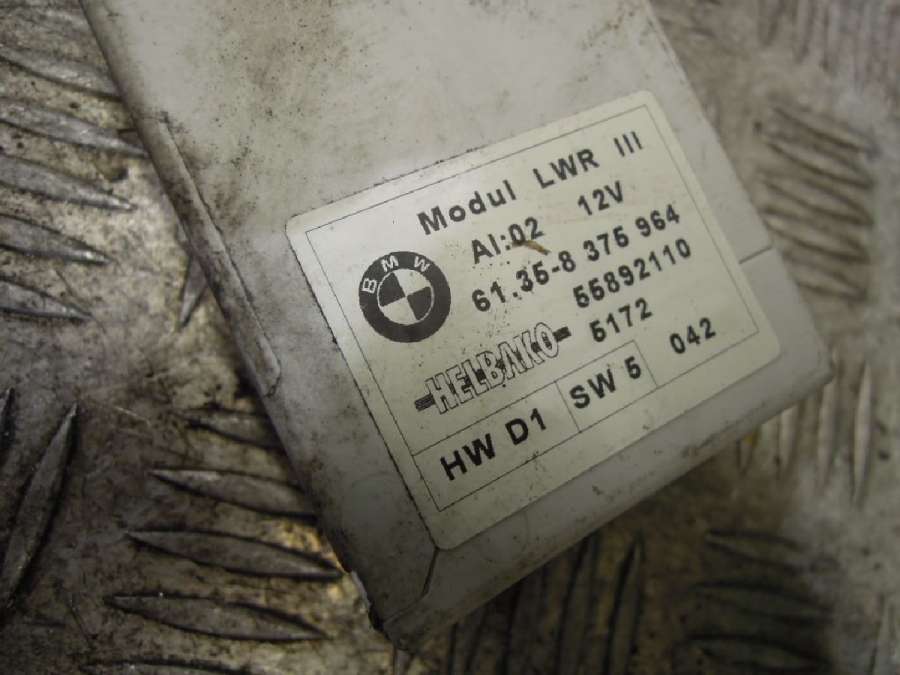 Modul LWR III
BMW
AI:02 12V
61.35-8 375 964
55892110
HELBAKO
5172
HW D1 SW 5 042